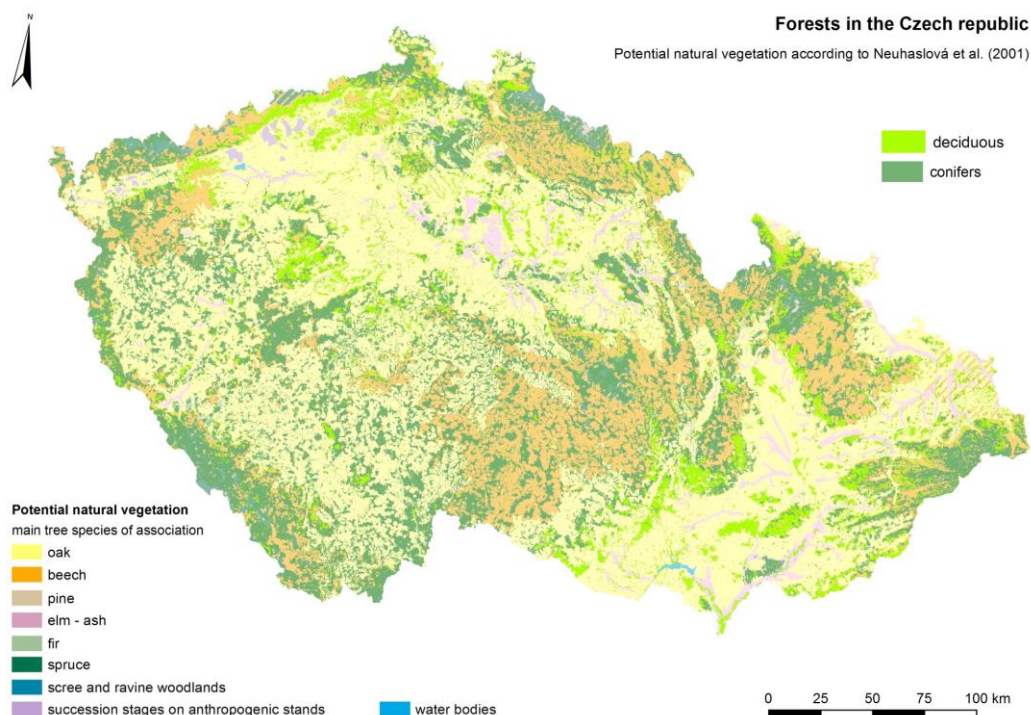 N
Forests in the Czech republic
Potential natural vegetation according to Neuhaslová et al. (2001)
deciduous
conifers
Potential natural vegetation
main tree species of association
oak
beech
pine
elm - ash
fir
spruce
scree and ravine woodlands
succession stages on anthropogenic stands
water bodies
0 25 50 75 100 km